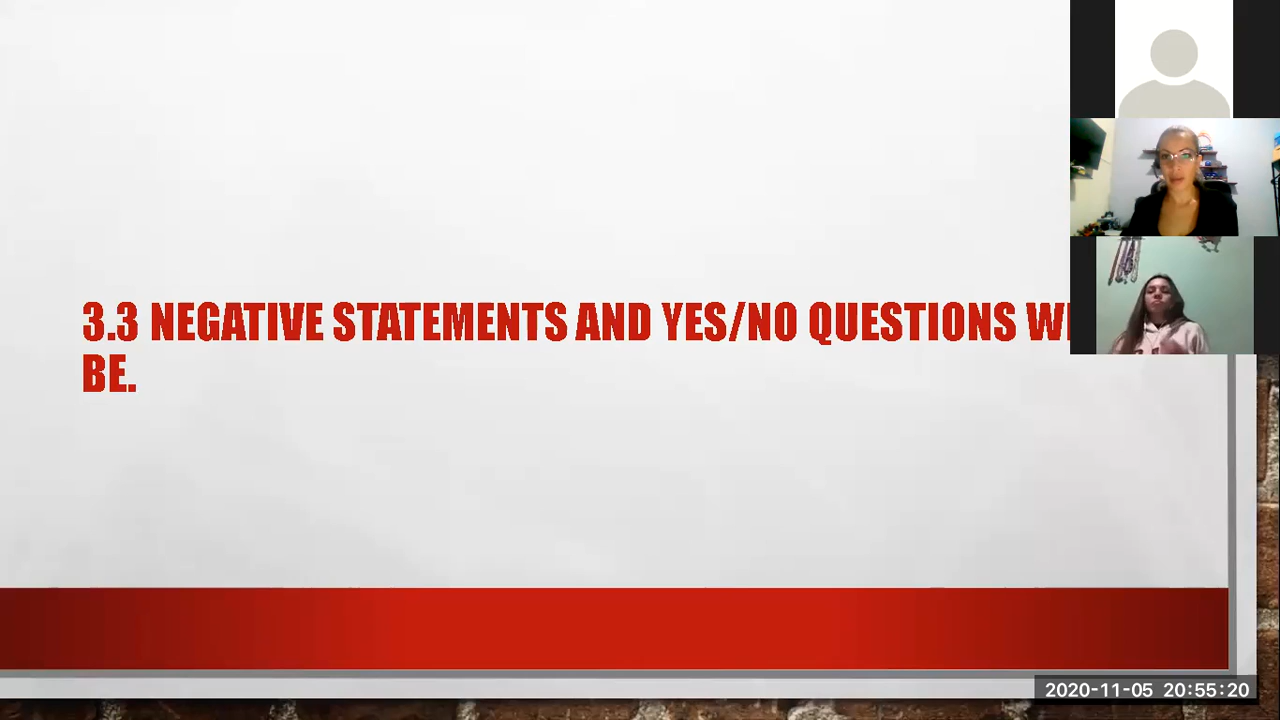 3.3 NEGATIVE STATEMENTS AND YES/NO QUESTIONS
BE.
2020-11-05 20:55:20